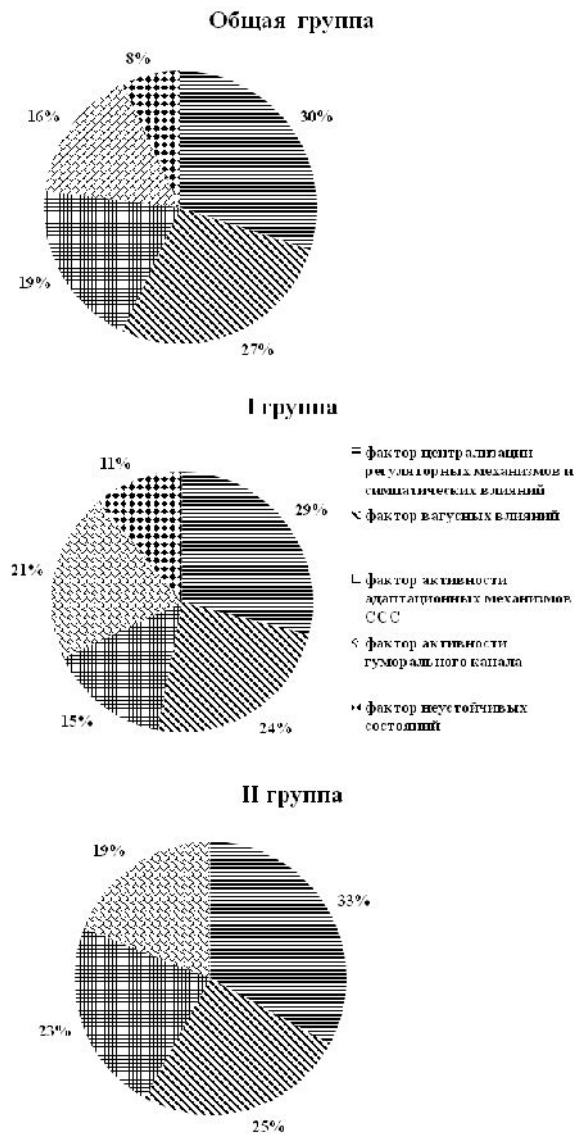 Общая группа
8%
16%
30%
19%
27%
I группа
11%
29%
21%
15%
24%
фактор централизации
регуляторных механизмов и
симпатических влияний
фактор вагусных влияний
фактор активности
адаптационных механизмов
ССС
фактор активности
гуморального канала
фактор неустойчивых
состояний
II группа
19%
33%
23%
25%